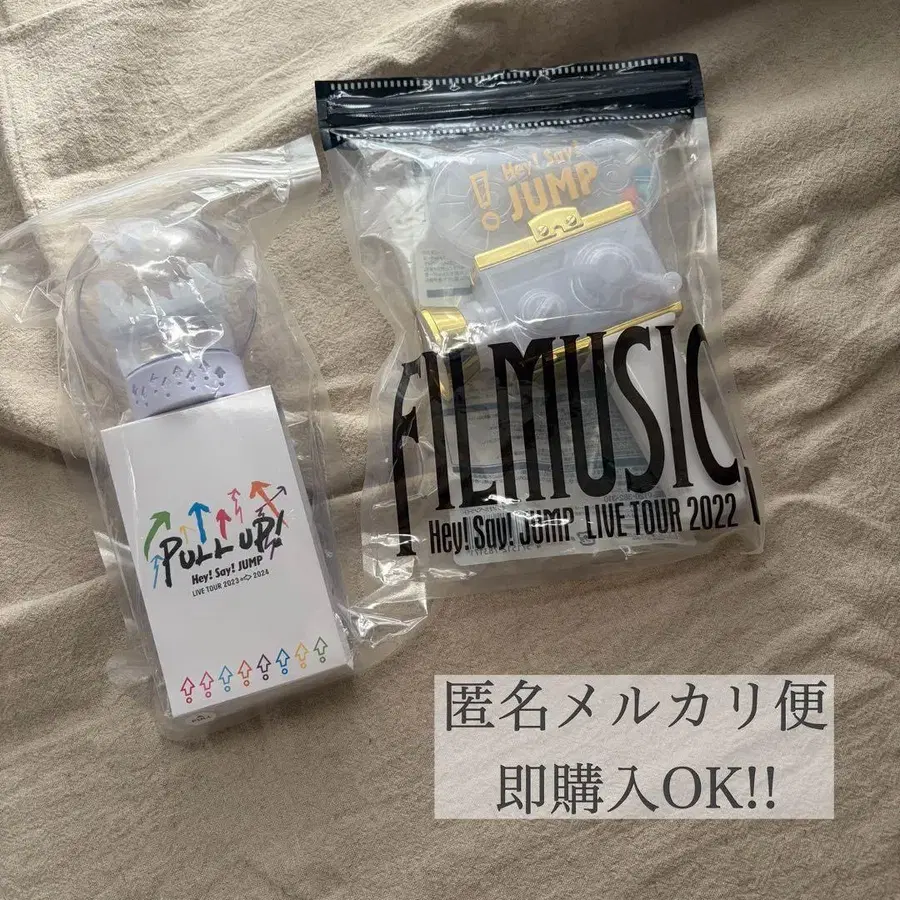 Hey! Say!
JUMP
FILMUSIC
Hey! Say! JUMP LIVE TOUR 2022
PULL UP!
Hey! Say! JUMP
LIVE TOUR 2023⇨2024
匿名メルカリ便
即購入OK!!